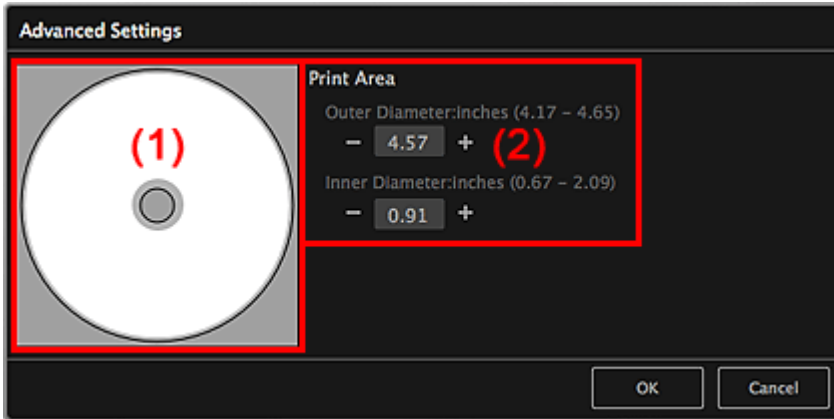 Advanced Settings
(1)
Print Area
Outer Diameter:inches (4.17 – 4.65)
− 4.57 + (2)
Inner Diameter:inches (0.67 – 2.09)
− 0.91 +
OK Cancel